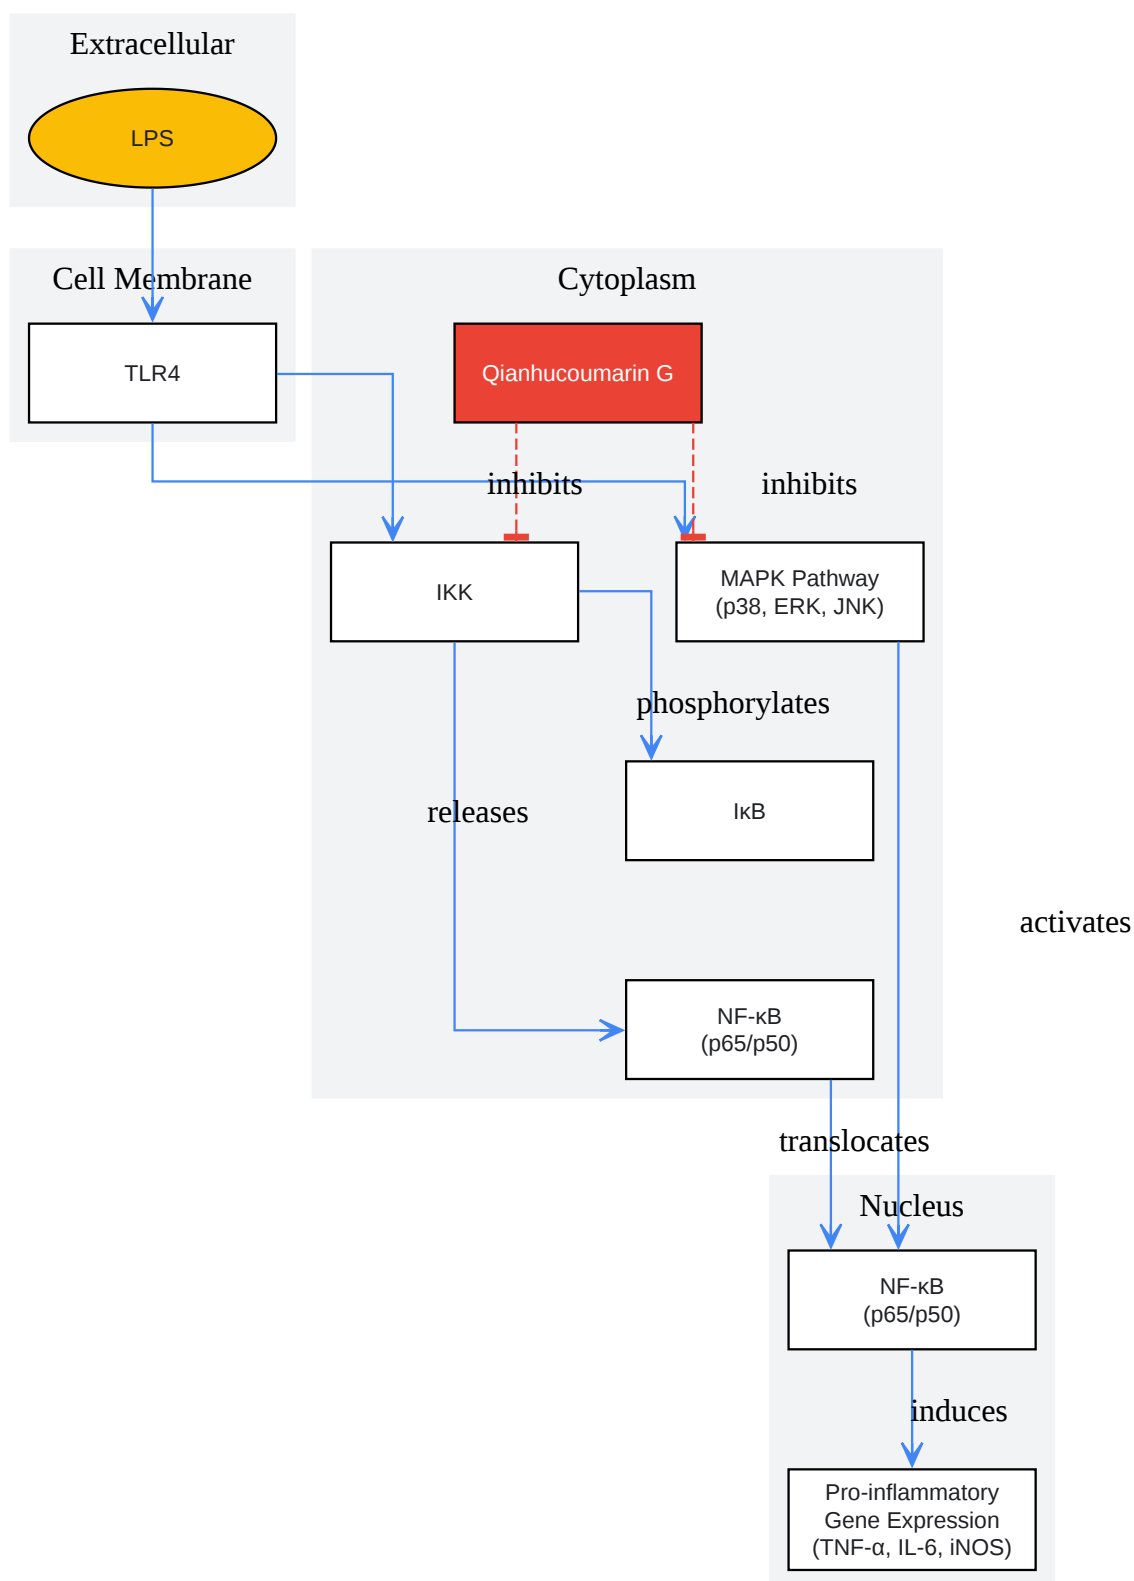 Extracellular
LPS
Cell Membrane
Cytoplasm
TLR4
Qianhucoumarin G
inhibits
inhibits
IKK
MAPK Pathway
(p38, ERK, JNK)
phosphorylates
releases
IκB
activates
NF-κB
(p65/p50)
translocates
Nucleus
NF-κB
(p65/p50)
induces
Pro-inflammatory
Gene Expression
(TNF-α, IL-6, iNOS)